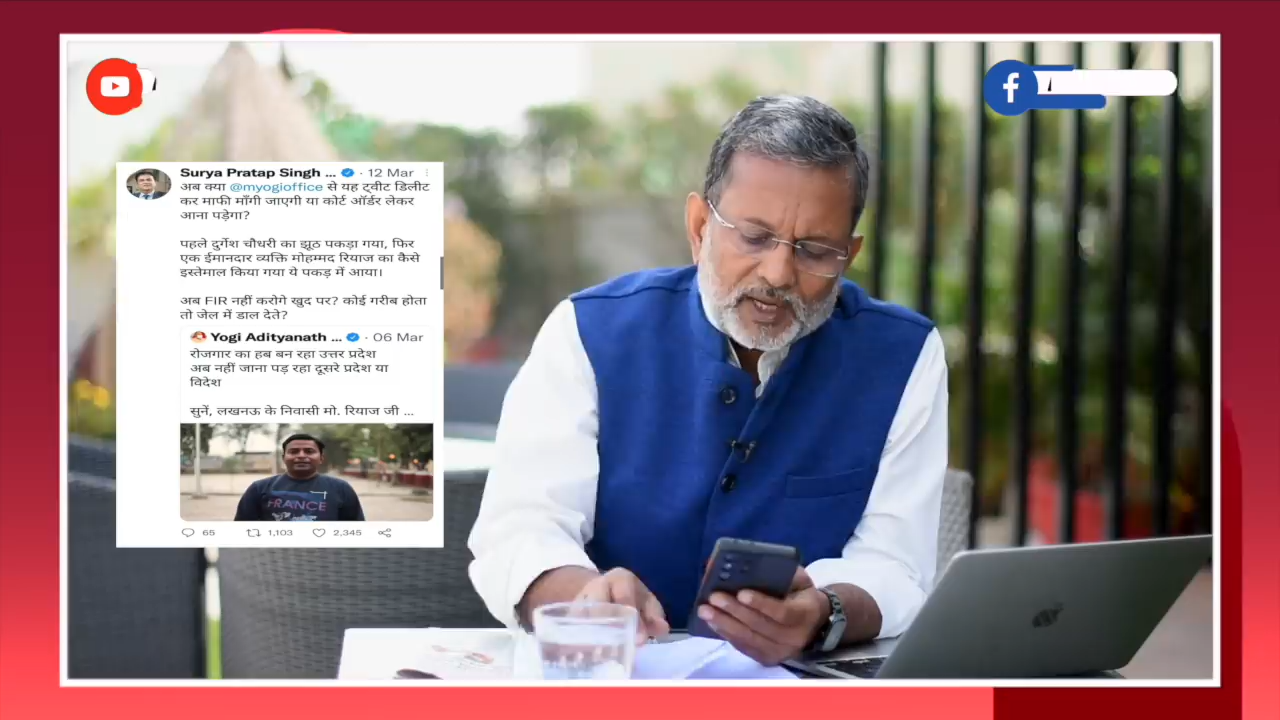 Surya Pratap Singh ... · 12 Mar
अब क्या @myogioffice से यह ट्वीट डिलीट
कर माफी माँगी जाएगी या कोर्ट ऑर्डर लेकर
आना पड़ेगा?
पहले दुर्गेश चौधरी का झूठ पकड़ा गया, फिर
एक ईमानदार व्यक्ति मोहम्मद रियाज का कैसे
इस्तेमाल किया गया ये पकड़ में आया।
अब FIR नहीं करोगे खुद पर? कोई गरीब होता
तो जेल में डाल देते?
Yogi Adityanath ... · 06 Mar
रोजगार का हब बन रहा उत्तर प्रदेश
अब नहीं जाना पड़ रहा दूसरे प्रदेश या
विदेश
सुनें, लखनऊ के निवासी मो. रियाज जी ...
FRANCE
65 1,103 2,345